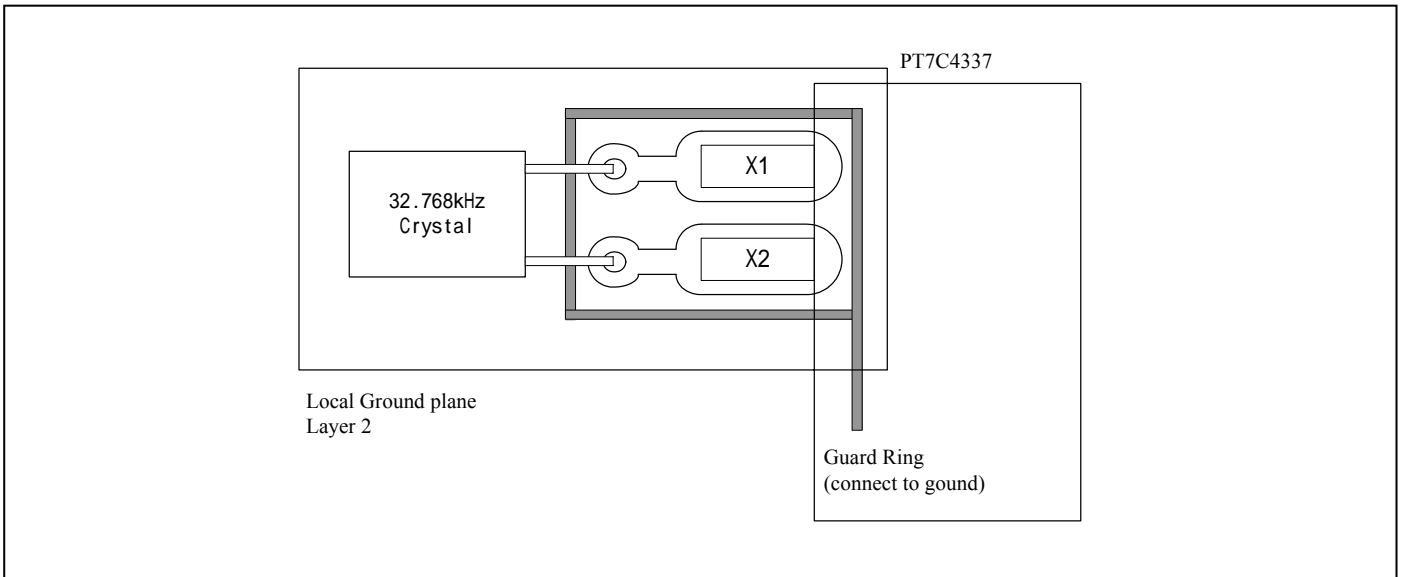 PT7C4337
X1
32.768kHz
Crystal
X2
Local Ground plane
Layer 2
Guard Ring
(connect to gound)